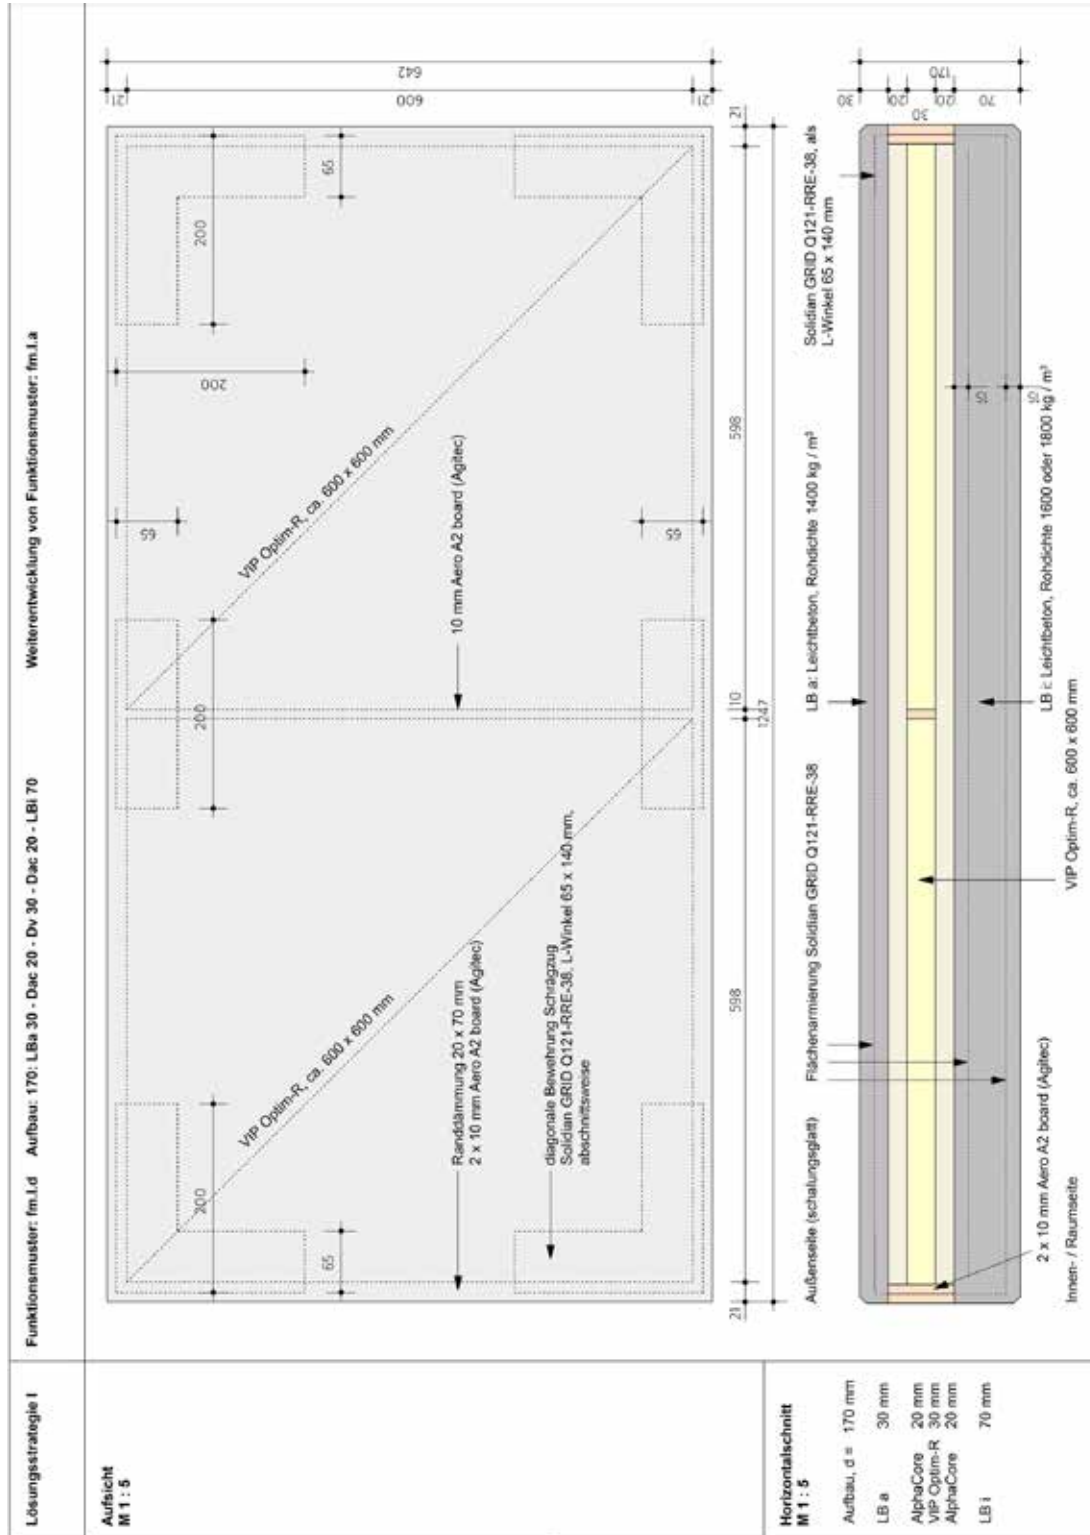 Lösungsstrategie I
Funktionsmuster: fm.I.d
Aufbau: 170: LBa 30 - Dac 20 - Dv 30 - Dac 20 - LBi 70
Weiterentwicklung von Funktionsmuster: fm.I.a
Aufsicht
M 1 : 5
200
65
200
65
200
200
65
65
200
VIP Optim-R, ca. 600 x 600 mm
VIP Optim-R, ca. 600 x 600 mm
Randdämmung 20 x 70 mm
2 x 10 mm Aero A2 board (Agitec)
10 mm Aero A2 board (Agitec)
diagonale Bewehrung Schrägzug
Solidian GRID Q121-RRE-38, L-Winkel 65 x 140 mm,
abschnittsweise
21
600
21
642
21
598
10
598
21
1247
Horizontalschnitt
M 1 : 5
Aufbau, d = 170 mm
LB a 30 mm
AlphaCore 20 mm
VIP Optim-R 30 mm
AlphaCore 20 mm
LB i 70 mm
Außenseite (schalungsglatt)
Flächenarmierung Solidian GRID Q121-RRE-38
LB a: Leichtbeton, Rohdichte 1400 kg / m³
Solidian GRID Q121-RRE-38, als
L-Winkel 65 x 140 mm
30
20
30
20
70
170
15
15
2 x 10 mm Aero A2 board (Agitec)
Innen- / Raumseite
VIP Optim-R, ca. 600 x 600 mm
LB i: Leichtbeton, Rohdichte 1600 oder 1800 kg / m³